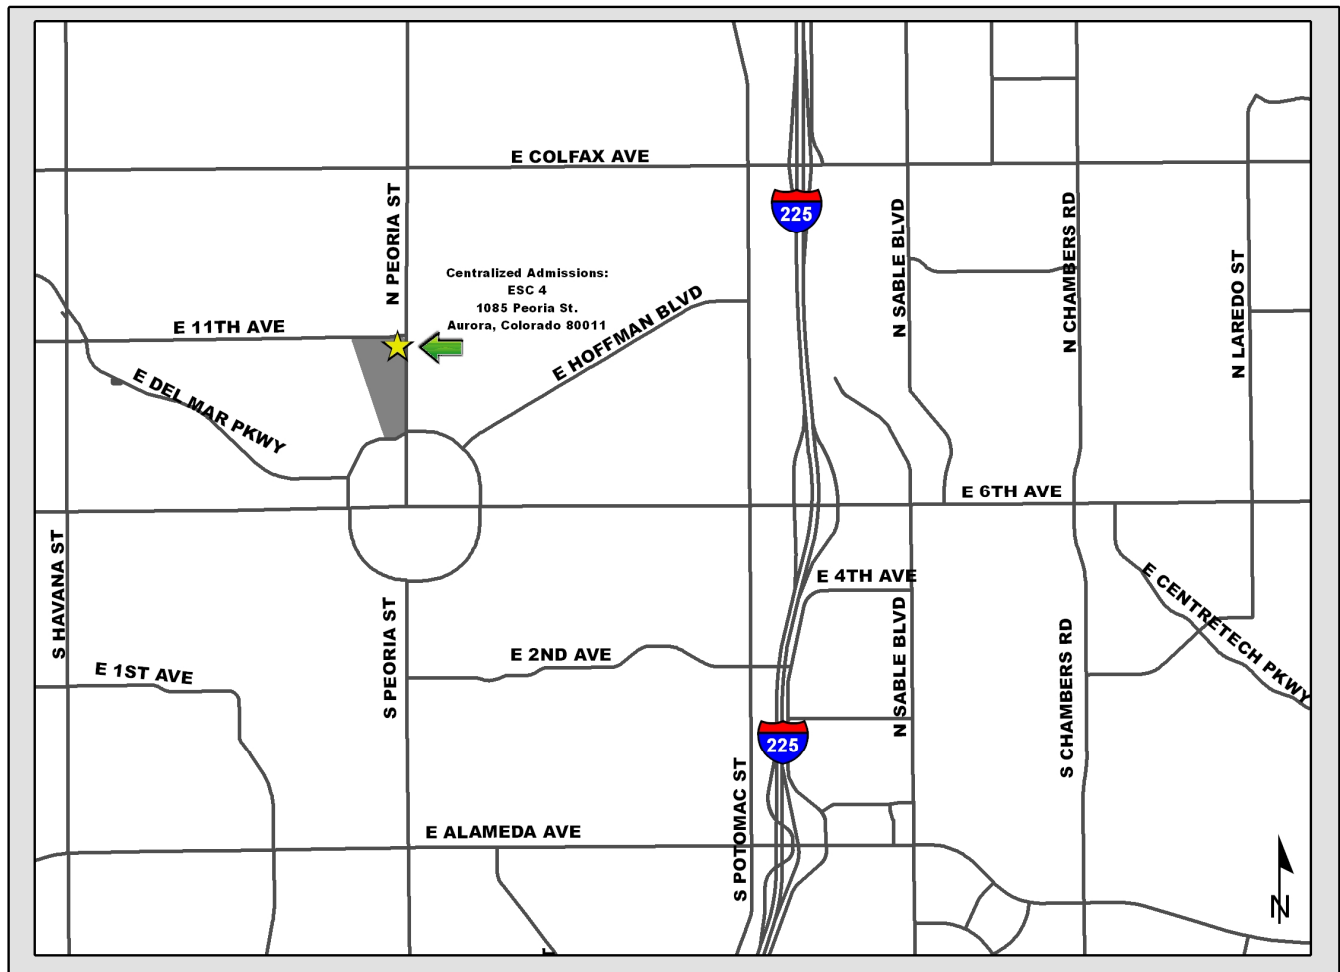 E COLFAX AVE
225
N PEORIA ST
N SABLE BLVD
N CHAMBERS RD
N LAREDO ST
Centralized Admissions:
ESC 4
1085 Peoria St.
Aurora, Colorado 80011
E HOFFMAN BLVD
E 11TH AVE
E DEL MAR PKWY
E 6TH AVE
S HAVANA ST
E 4TH AVE
E CENTRETECH PKWY
S PEORIA ST
N SABLE BLVD
S CHAMBERS RD
E 2ND AVE
E 1ST AVE
225
S POTOMAC ST
E ALAMEDA AVE
N